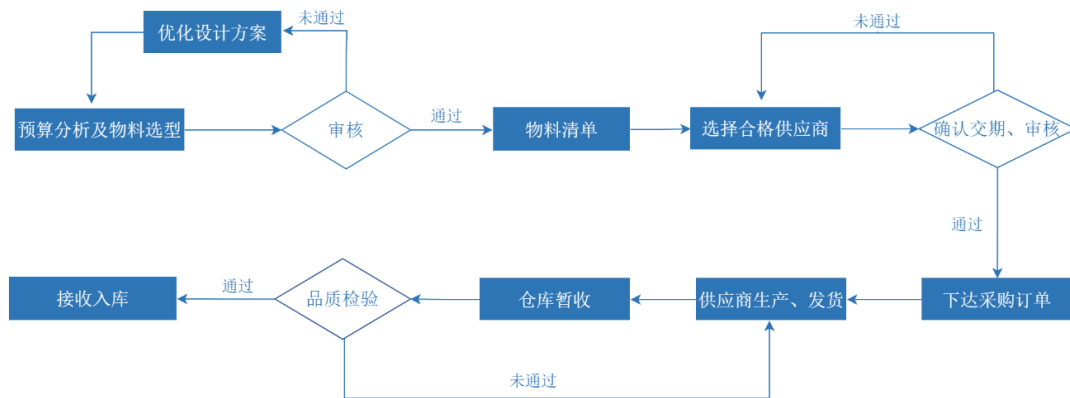 优化设计方案
未通过
未通过
预算分析及物料选型
审核
通过
物料清单
选择合格供应商
确认交期、审核
通过
接收入库
通过
品质检验
仓库暂收
供应商生产、发货
下达采购订单
未通过